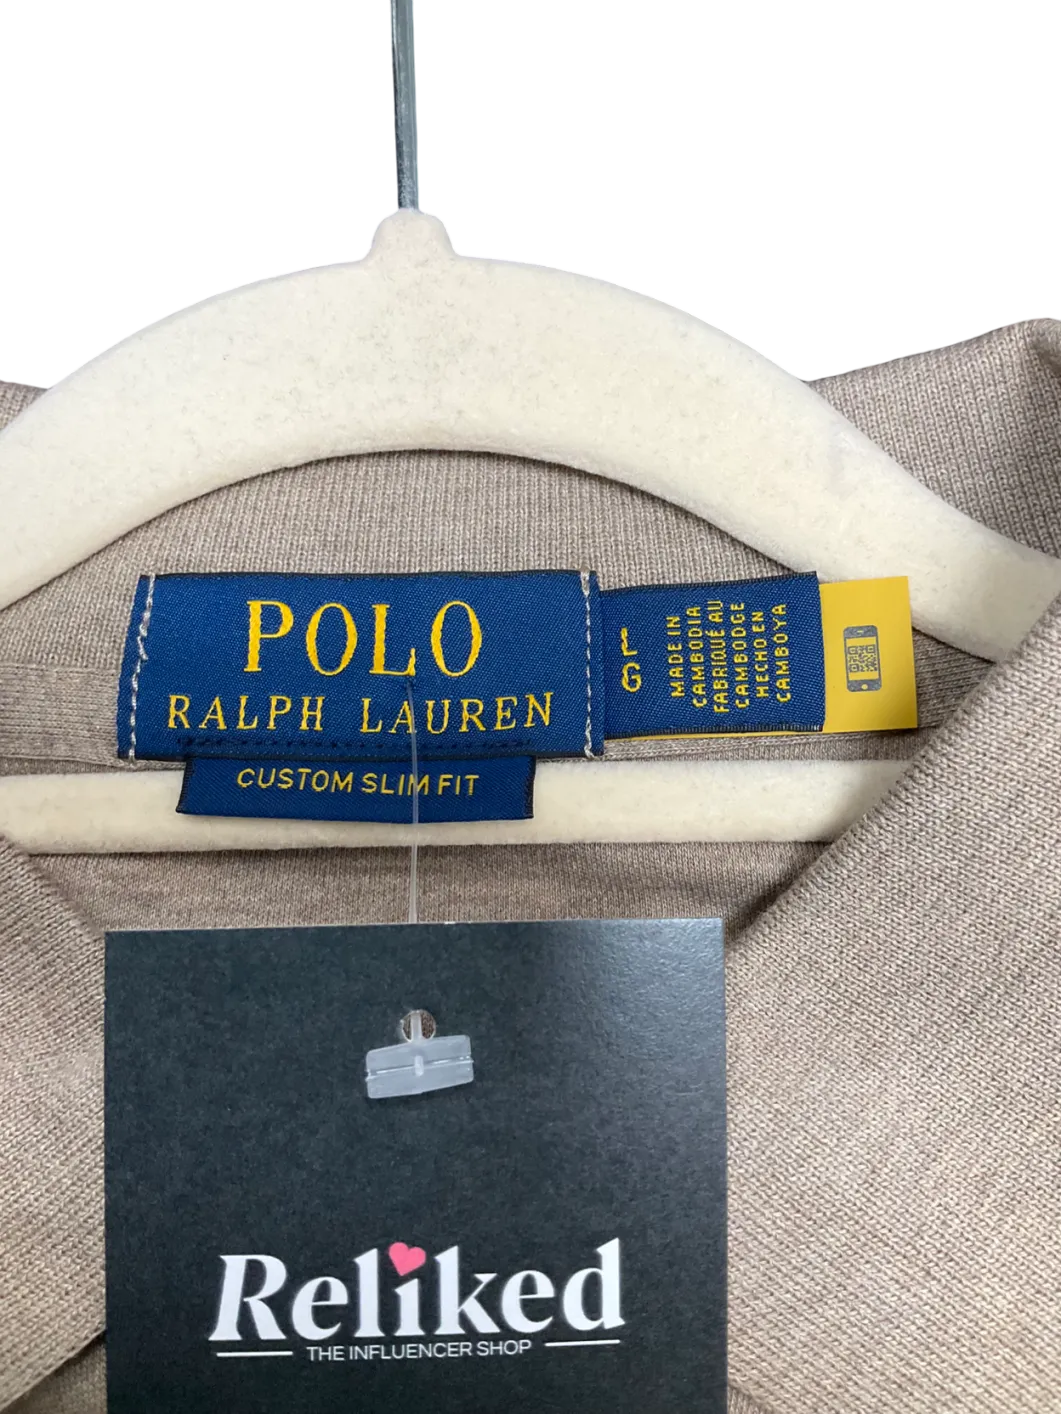 POLO
RALPH LAUREN
CUSTOM SLIM FIT
L
G
MADE IN
CAMBODIA
FABRIQUÉ AU
CAMBODGE
HECHO EN
CAMBOYA
Reliked
THE INFLUENCER SHOP